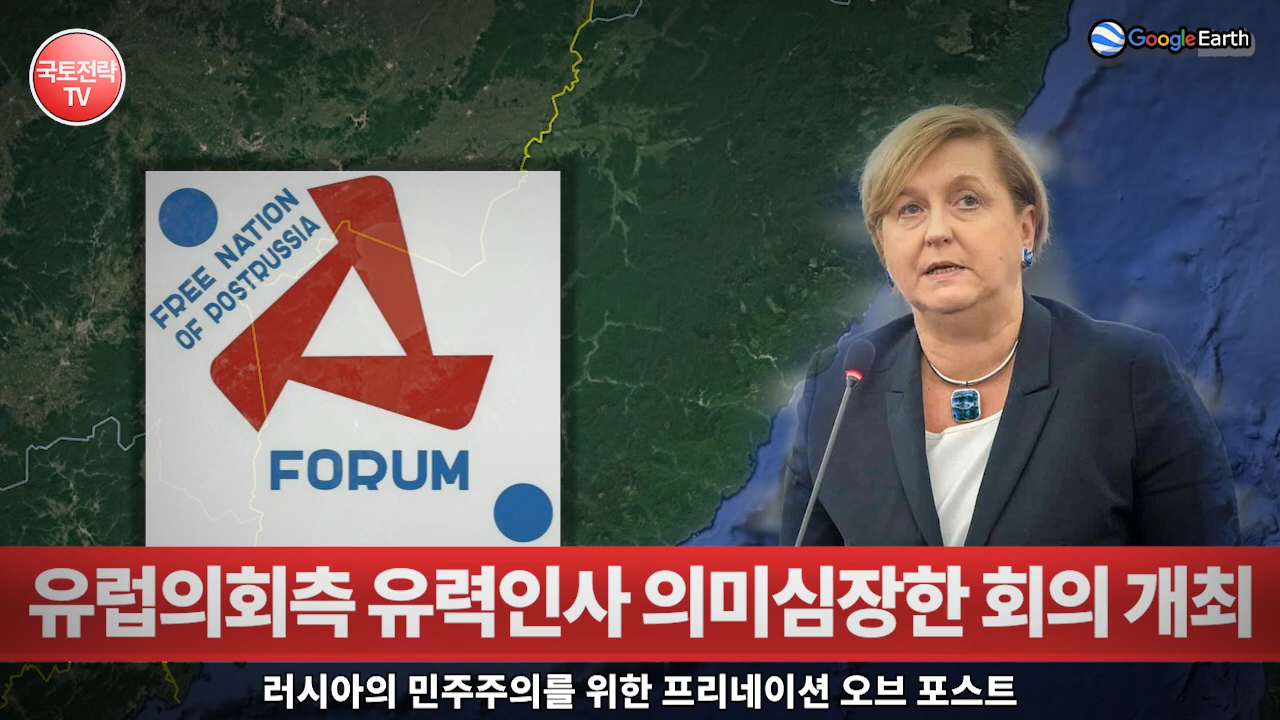 국토전략
TV
Google Earth
FREE NATION
OF POSTRUSSIA
FORUM
유럽의회측 유력인사 의미심장한 회의 개최
러시아의 민주주의를 위한 프리네이션 오브 포스트